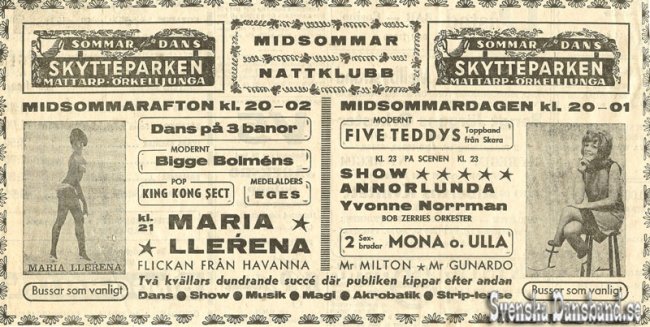 SOMMAR DANS
SKYTTEPARKEN
MATTARP-ÖRKELLJUNGA
MIDSOMMAR
NATTKLUBB
SOMMAR DANS
SKYTTEPARKEN
MATTARP-ÖRKELLJUNGA
MIDSOMMARAFTON kl. 20-02
Dans på 3 banor
MODERNT
Bigge Bolméns
POP
KING KONG SECT
MEDELÅLDERS
EGES
kl. 21
MARIA
LLERENA
FLICKAN FRÅN HAVANNA
MARIA LLERENA
Bussar som vanligt
MIDSOMMARDAGEN kl. 20-01
MODERNT
FIVE TEDDYS Toppband från Skara
Kl. 23 PÅ SCENEN Kl. 23
SHOW ★ ★ ★ ★ ★
ANNORLUNDA
Yvonne Norrman
BOB ZERRIES ORKESTER
2 Sex-brudar MONA o. ULLA
Mr MILTON ★ Mr GUNARDO
Bussar som vanligt
Två kvällars dundrande succé där publiken kippar efter andan
Dans ● Show ● Musik ● Magi ● Akrobatik ● Strip-tease
Svenska Dansband.se